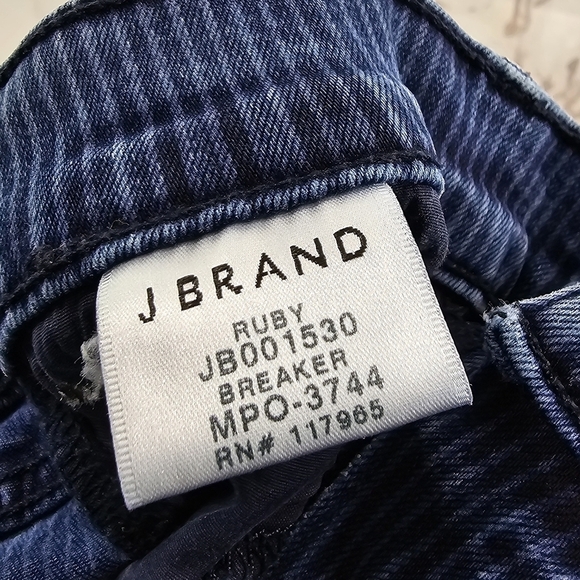 J BRAND
RUBY
JB001530
BREAKER
MPO-3744
RN# 117965